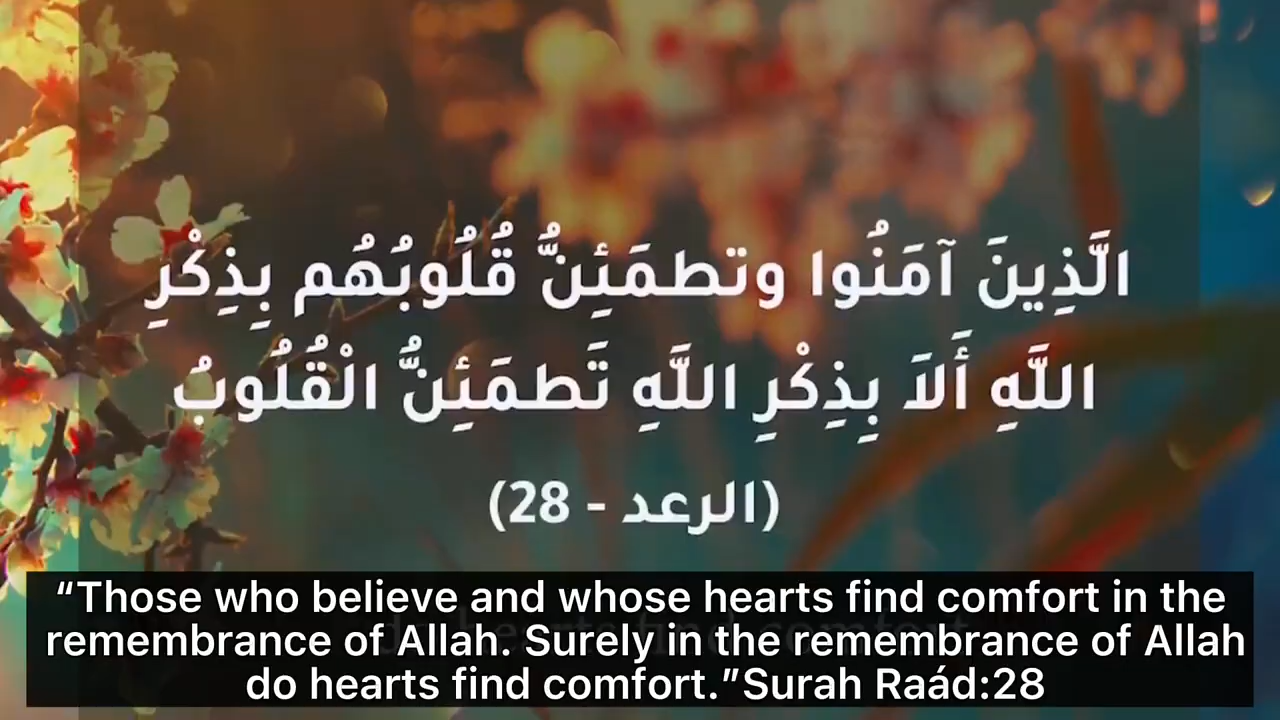 الَّذِينَ آمَنُوا وتطمَئِنُّ قُلُوبُهُم بِذِكْرِ
اللَّهِ أَلاَ بِذِكْرِ اللَّهِ تَطمَئِنُّ الْقُلُوبُ
(الرعد - 28)
“Those who believe and whose hearts find comfort in the
remembrance of Allah. Surely in the remembrance of Allah
do hearts find comfort.”Surah Raád:28